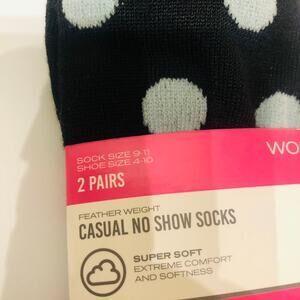 SOCK SIZE 9-11
SHOE SIZE 4-10
2 PAIRS
WO
FEATHER WEIGHT
CASUAL NO SHOW SOCKS
SUPER SOFT
EXTREME COMFORT
AND SOFTNESS